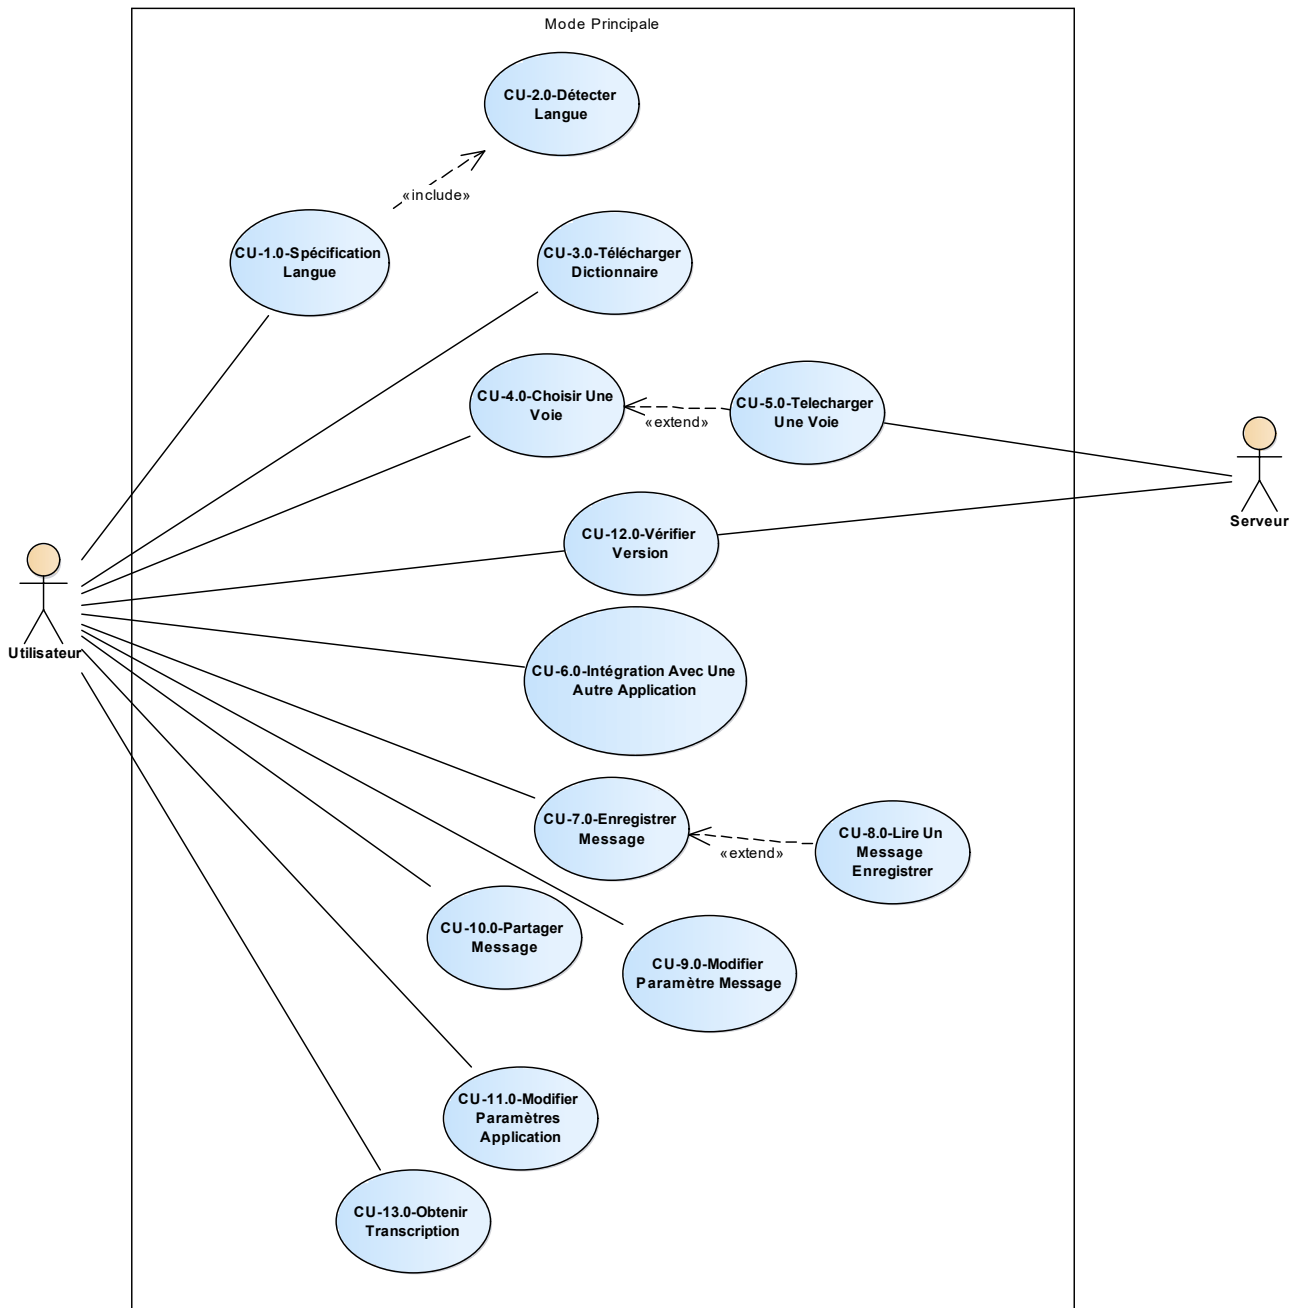 Mode Principale
CU-2.0-Détecter
Langue
«include»
CU-1.0-Spécification
Langue
CU-3.0-Télécharger
Dictionnaire
CU-4.0-Choisir Une
Voie
«extend»
CU-5.0-Telecharger
Une Voie
Serveur
CU-12.0-Vérifier
Version
Utilisateur
CU-6.0-Intégration Avec Une
Autre Application
CU-7.0-Enregistrer
Message
«extend»
CU-8.0-Lire Un
Message
Enregistrer
CU-10.0-Partager
Message
CU-9.0-Modifier
Paramètre Message
CU-11.0-Modifier
Paramètres
Application
CU-13.0-Obtenir
Transcription